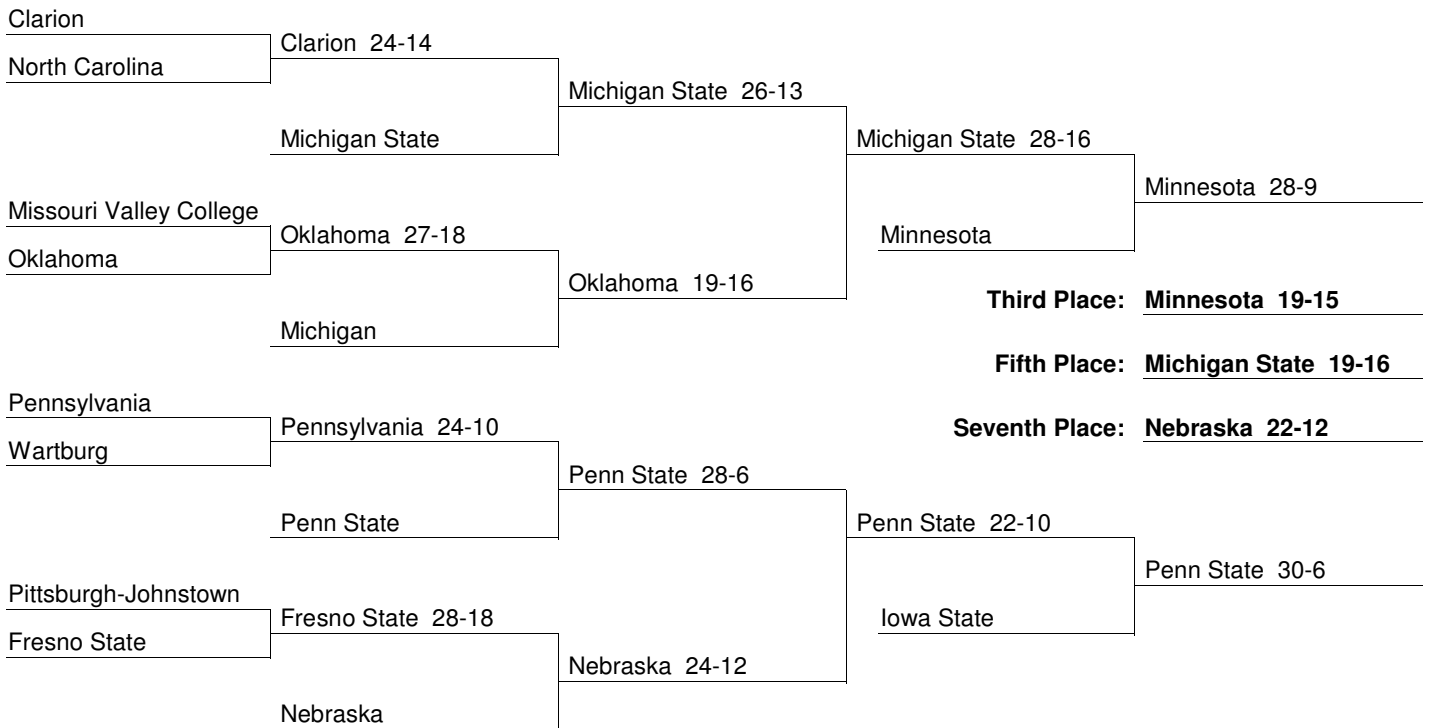 Clarion
Clarion  24-14
North Carolina
Michigan State  26-13
Michigan State
Michigan State  28-16
Minnesota  28-9
Missouri Valley College
Oklahoma  27-18
Minnesota
Oklahoma
Oklahoma  19-16
Third Place:  Minnesota  19-15
Michigan
Fifth Place:  Michigan State  19-16
Pennsylvania
Pennsylvania  24-10
Seventh Place:  Nebraska  22-12
Wartburg
Penn State  28-6
Penn State
Penn State  22-10
Penn State  30-6
Pittsburgh-Johnstown
Fresno State  28-18
Iowa State
Fresno State
Nebraska  24-12
Nebraska